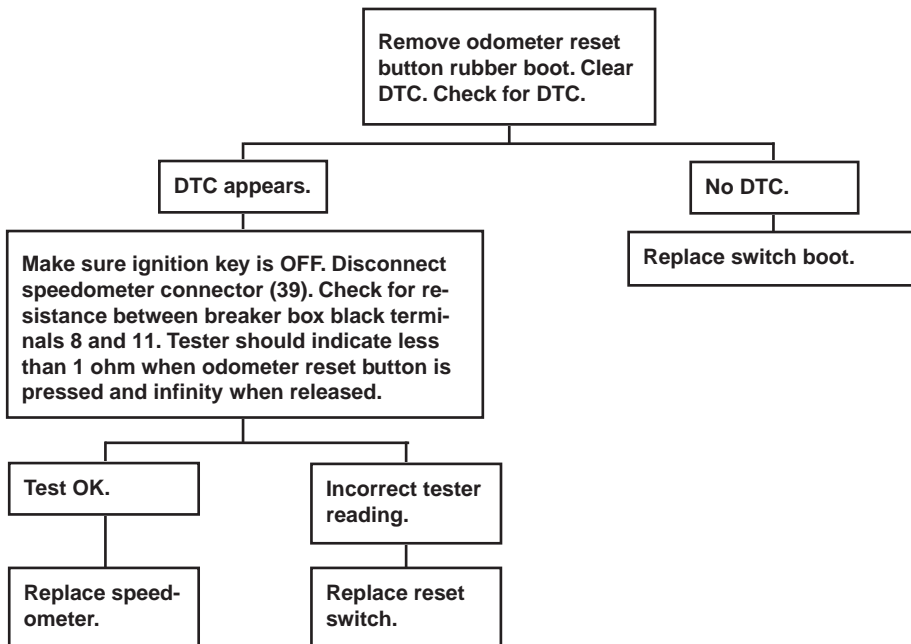 Remove odometer reset
button rubber boot. Clear
DTC. Check for DTC.
DTC appears.
No DTC.
Make sure ignition key is OFF. Disconnect
speedometer connector (39). Check for re-
sistance between breaker box black termi-
nals 8 and 11. Tester should indicate less
than 1 ohm when odometer reset button is
pressed and infinity when released.
Replace switch boot.
Test OK.
Incorrect tester
reading.
Replace speed-
ometer.
Replace reset
switch.